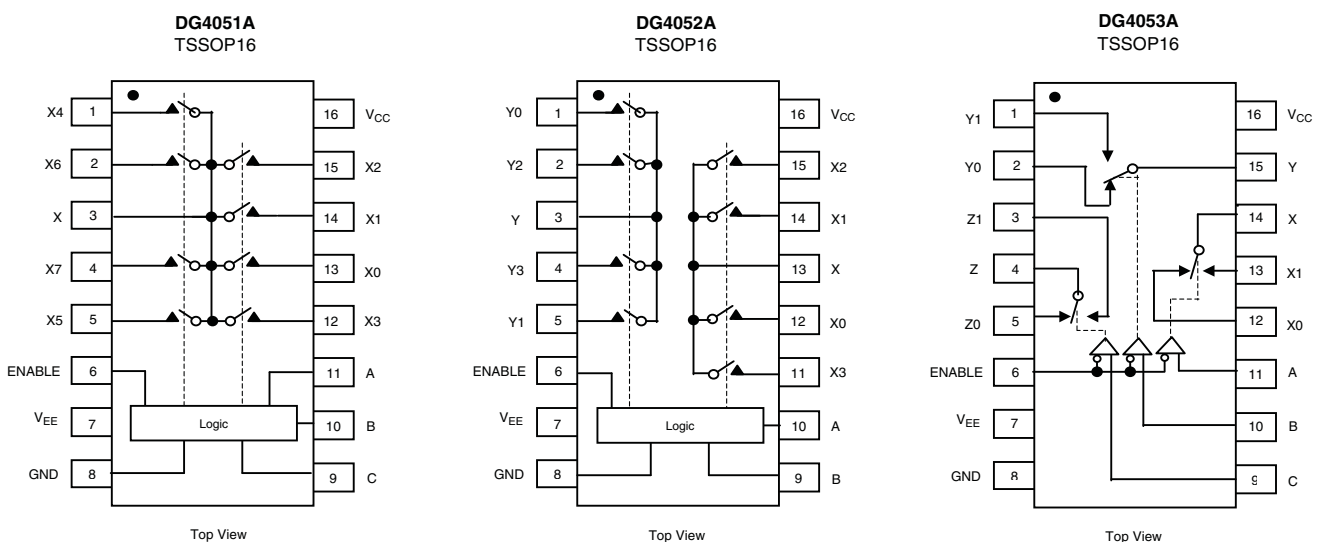 DG4051A
TSSOP16
X4 1 16 VCC
X6 2 15 X2
X 3 14 X1
X7 4 13 X0
X5 5 12 X3
ENABLE 6 11 A
VEE 7 Logic 10 B
GND 8 9 C
Top View
DG4052A
TSSOP16
Y0 1 16 VCC
Y2 2 15 X2
Y 3 14 X1
Y3 4 13 X
Y1 5 12 X0
ENABLE 6 11 X3
VEE 7 Logic 10 A
GND 8 9 B
Top View
DG4053A
TSSOP16
Y1 1 16 VCC
Y0 2 15 Y
Z1 3 14 X
Z 4 13 X1
Z0 5 12 X0
ENABLE 6 11 A
VEE 7 10 B
GND 8 9 C
Top View